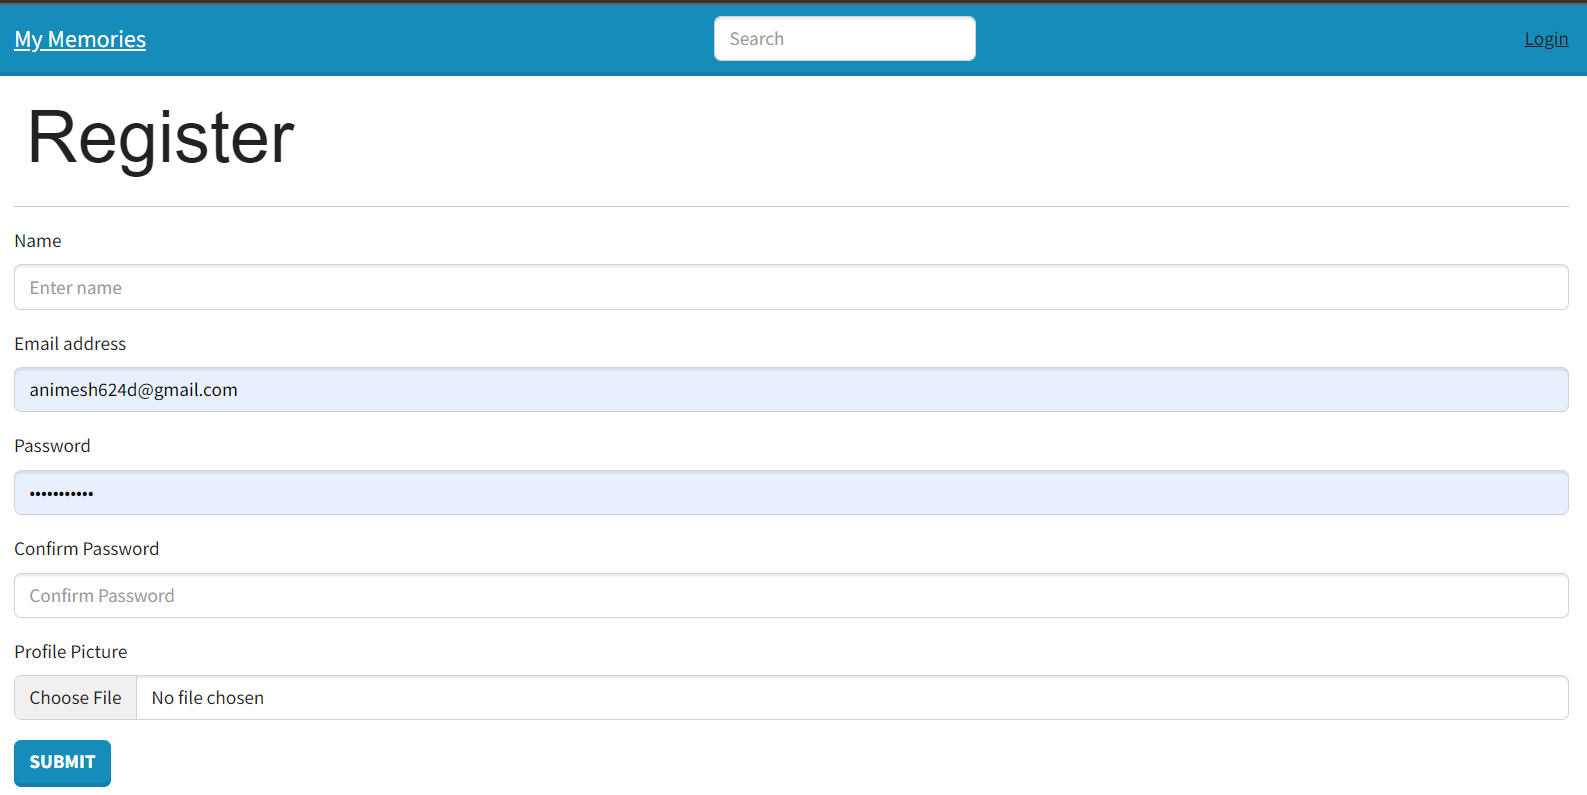 My Memories Search Login
Register
Name
Enter name
Email address
animesh624d@gmail.com
Password
•••••••••••
Confirm Password
Confirm Password
Profile Picture
Choose File No file chosen
SUBMIT